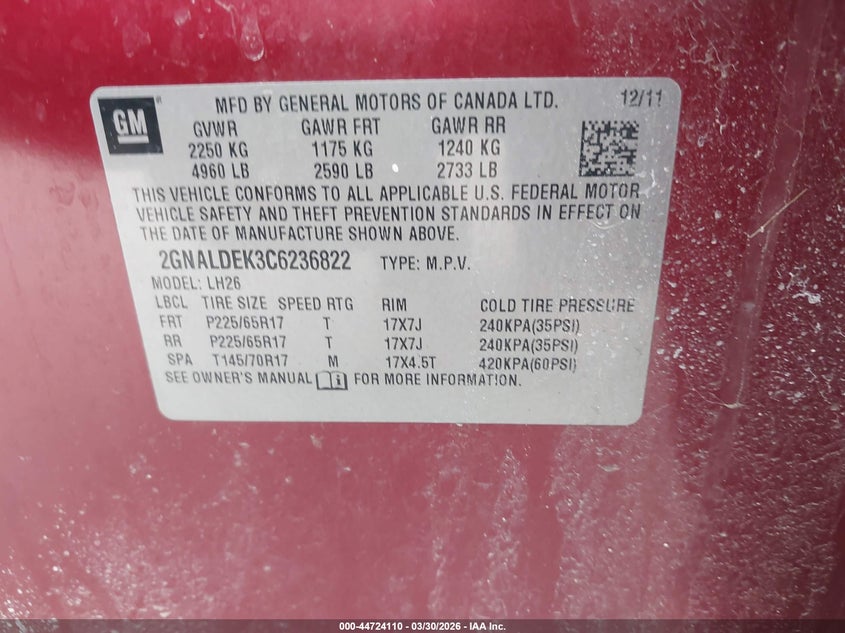 GM ®
MFD BY GENERAL MOTORS OF CANADA LTD. 12/11
GVWR GAWR FRT GAWR RR
2250 KG 1175 KG 1240 KG
4960 LB 2590 LB 2733 LB
THIS VEHICLE CONFORMS TO ALL APPLICABLE U.S. FEDERAL MOTOR
VEHICLE SAFETY AND THEFT PREVENTION STANDARDS IN EFFECT ON
THE DATE OF MANUFACTURE SHOWN ABOVE.
2GNALDEK3C6236822 TYPE: M.P.V.
MODEL: LH26
LBCL TIRE SIZE SPEED RTG RIM COLD TIRE PRESSURE
FRT P225/65R17 T 17X7J 240KPA(35PSI)
RR P225/65R17 T 17X7J 240KPA(35PSI)
SPA T145/70R17 M 17X4.5T 420KPA(60PSI)
SEE OWNER'S MANUAL i FOR MORE INFORMATION.
000-44724110 - 03/30/2026 - IAA Inc.